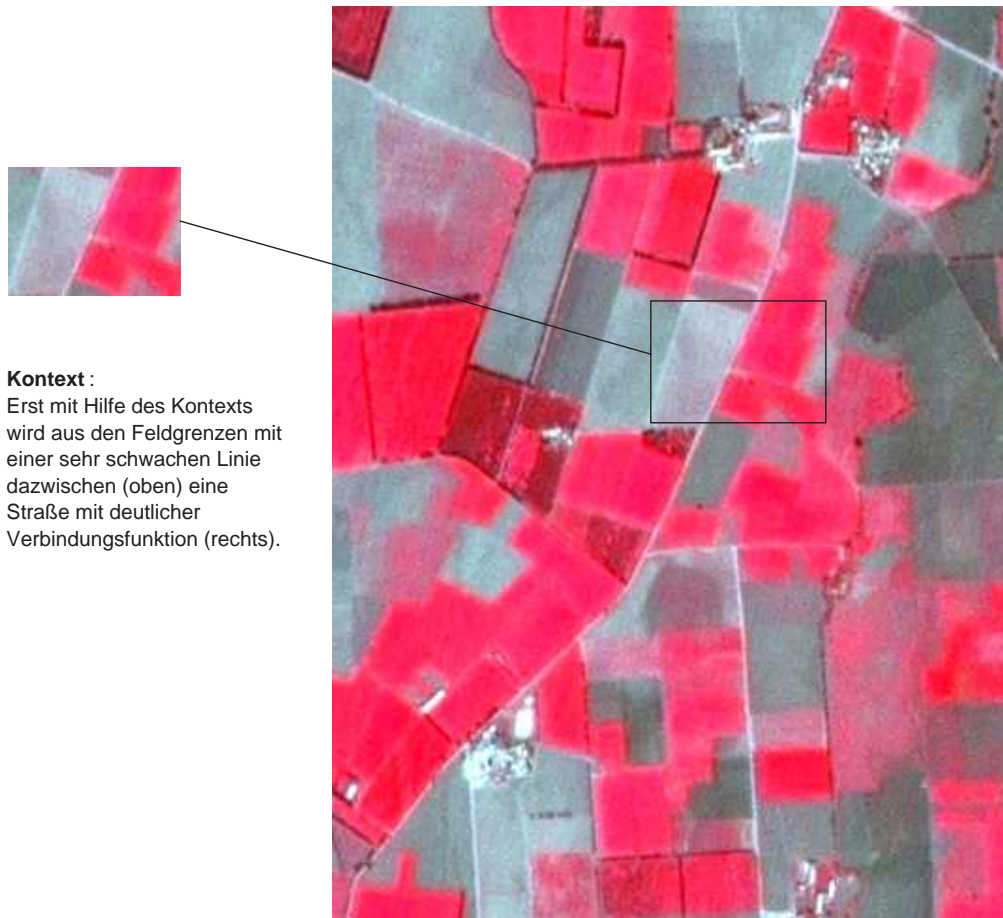 Kontext :
Erst mit Hilfe des Kontexts
wird aus den Feldgrenzen mit
einer sehr schwachen Linie
dazwischen (oben) eine
Straße mit deutlicher
Verbindungsfunktion (rechts).